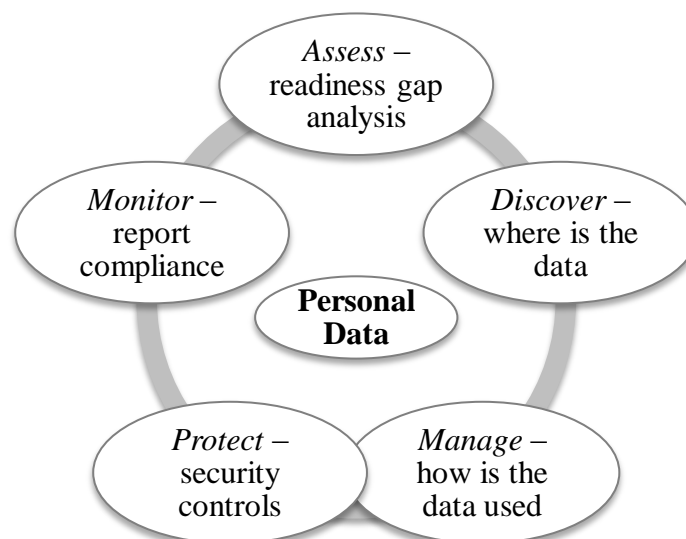 Assess –
readiness gap
analysis
Discover –
where is the
data
Manage –
how is the
data used
Protect –
security
controls
Monitor –
report
compliance
Personal
Data